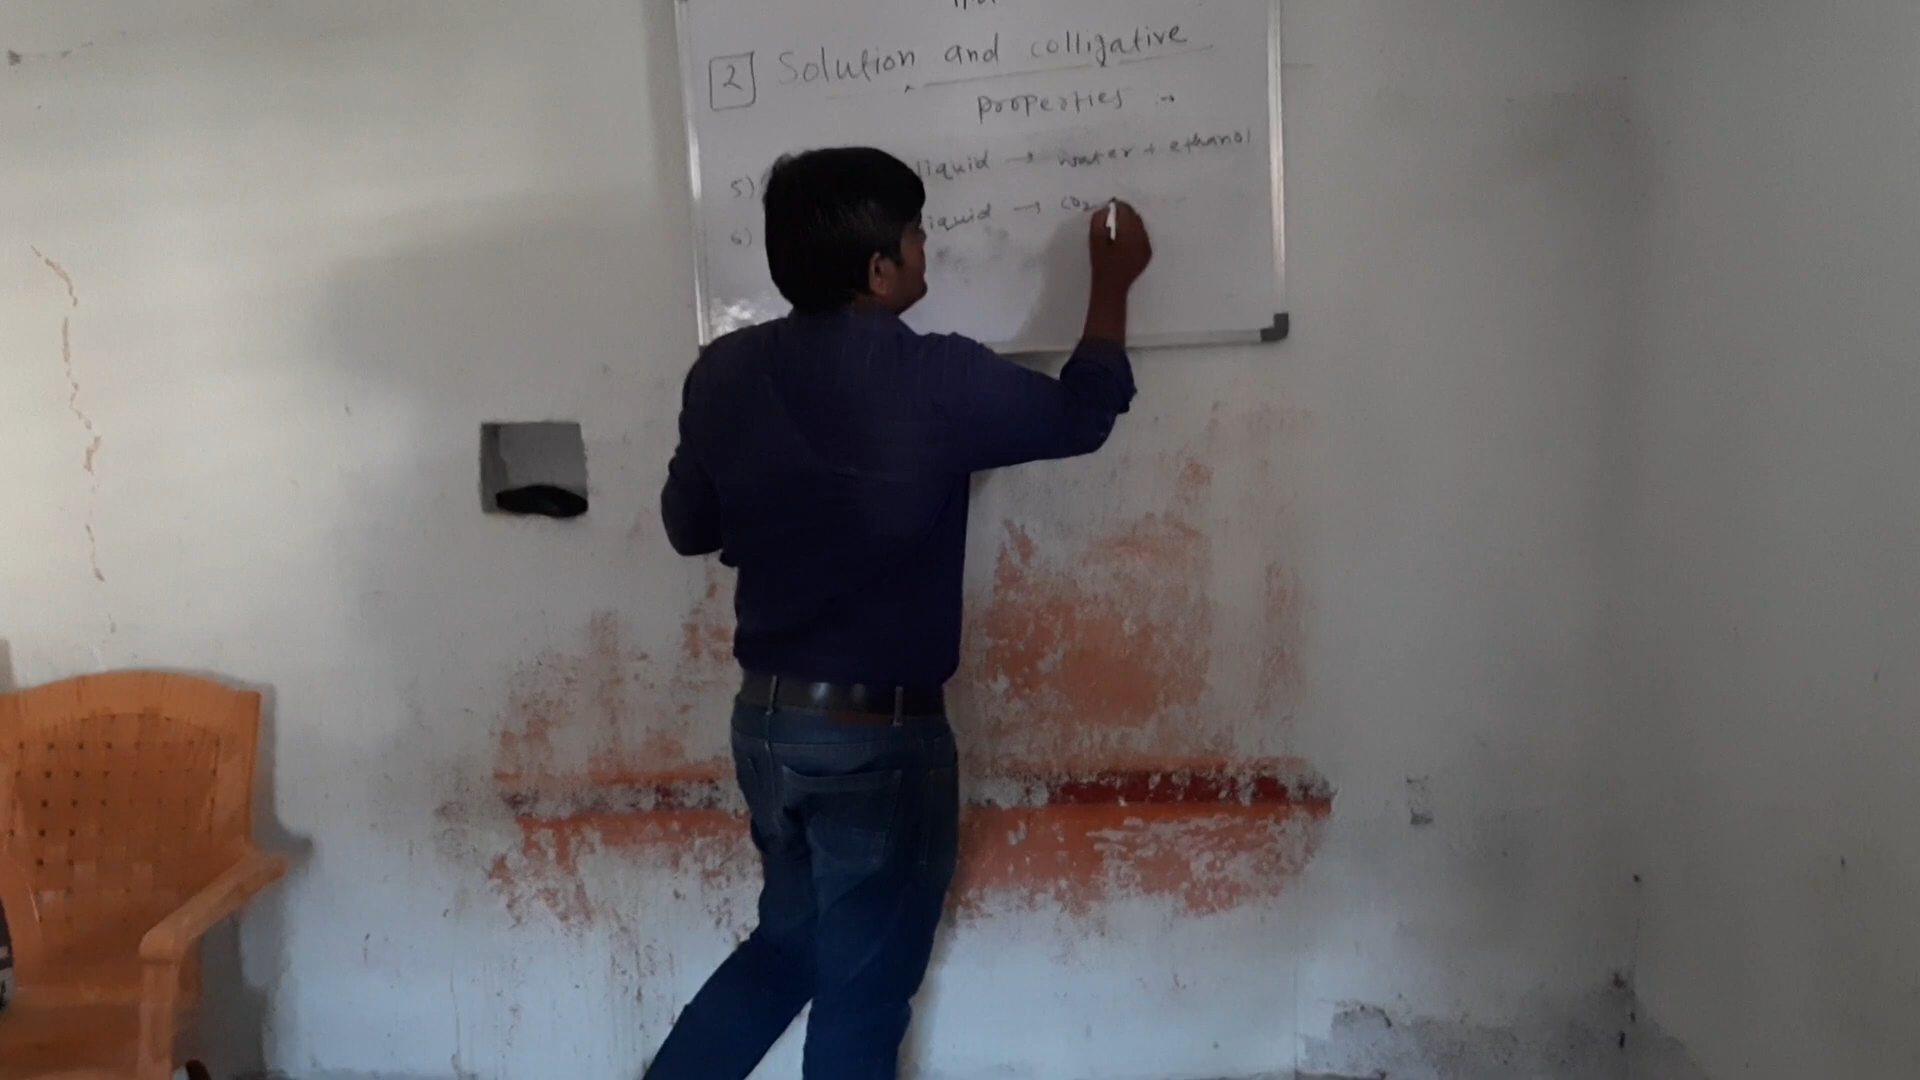 2 Solution and colligative
properties :→
5) liquid → water + ethanol
6) liquid → CO2